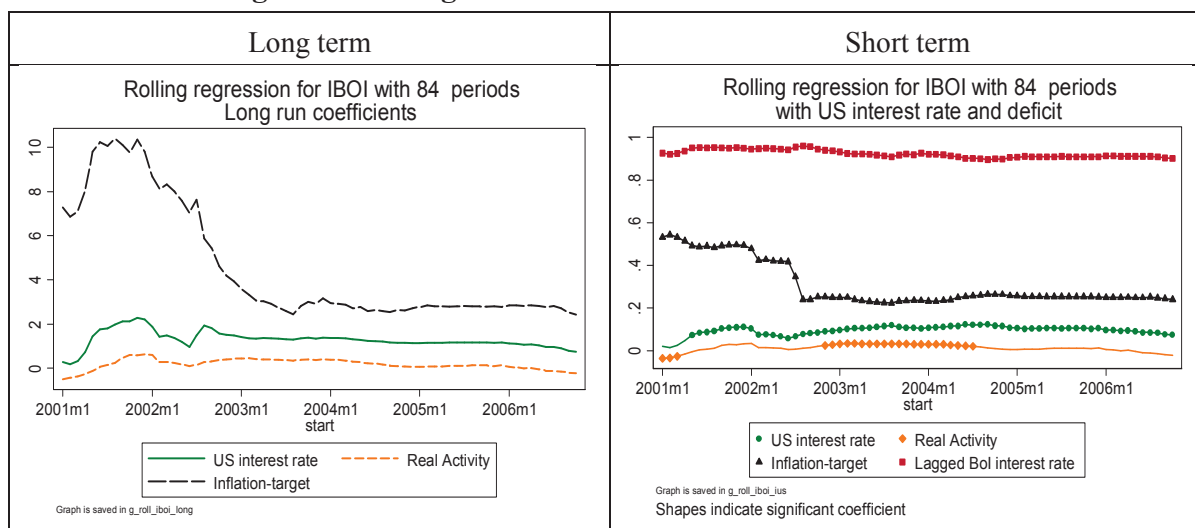 Long term
Short term
Rolling regression for IBOI with 84 periods
Long run coefficients
10
8
6
4
2
0
2001m1 2002m1 2003m1 2004m1 2005m1 2006m1
start
US interest rate
Real Activity
Inflation-target
Graph is saved in g_roll_iboi_long
Rolling regression for IBOI with 84 periods
with US interest rate and deficit
1
.8
.6
.4
.2
0
2001m1 2002m1 2003m1 2004m1 2005m1 2006m1
start
US interest rate
Real Activity
Inflation-target
Lagged BoI interest rate
Graph is saved in g_roll_iboi_ius
Shapes indicate significant coefficient